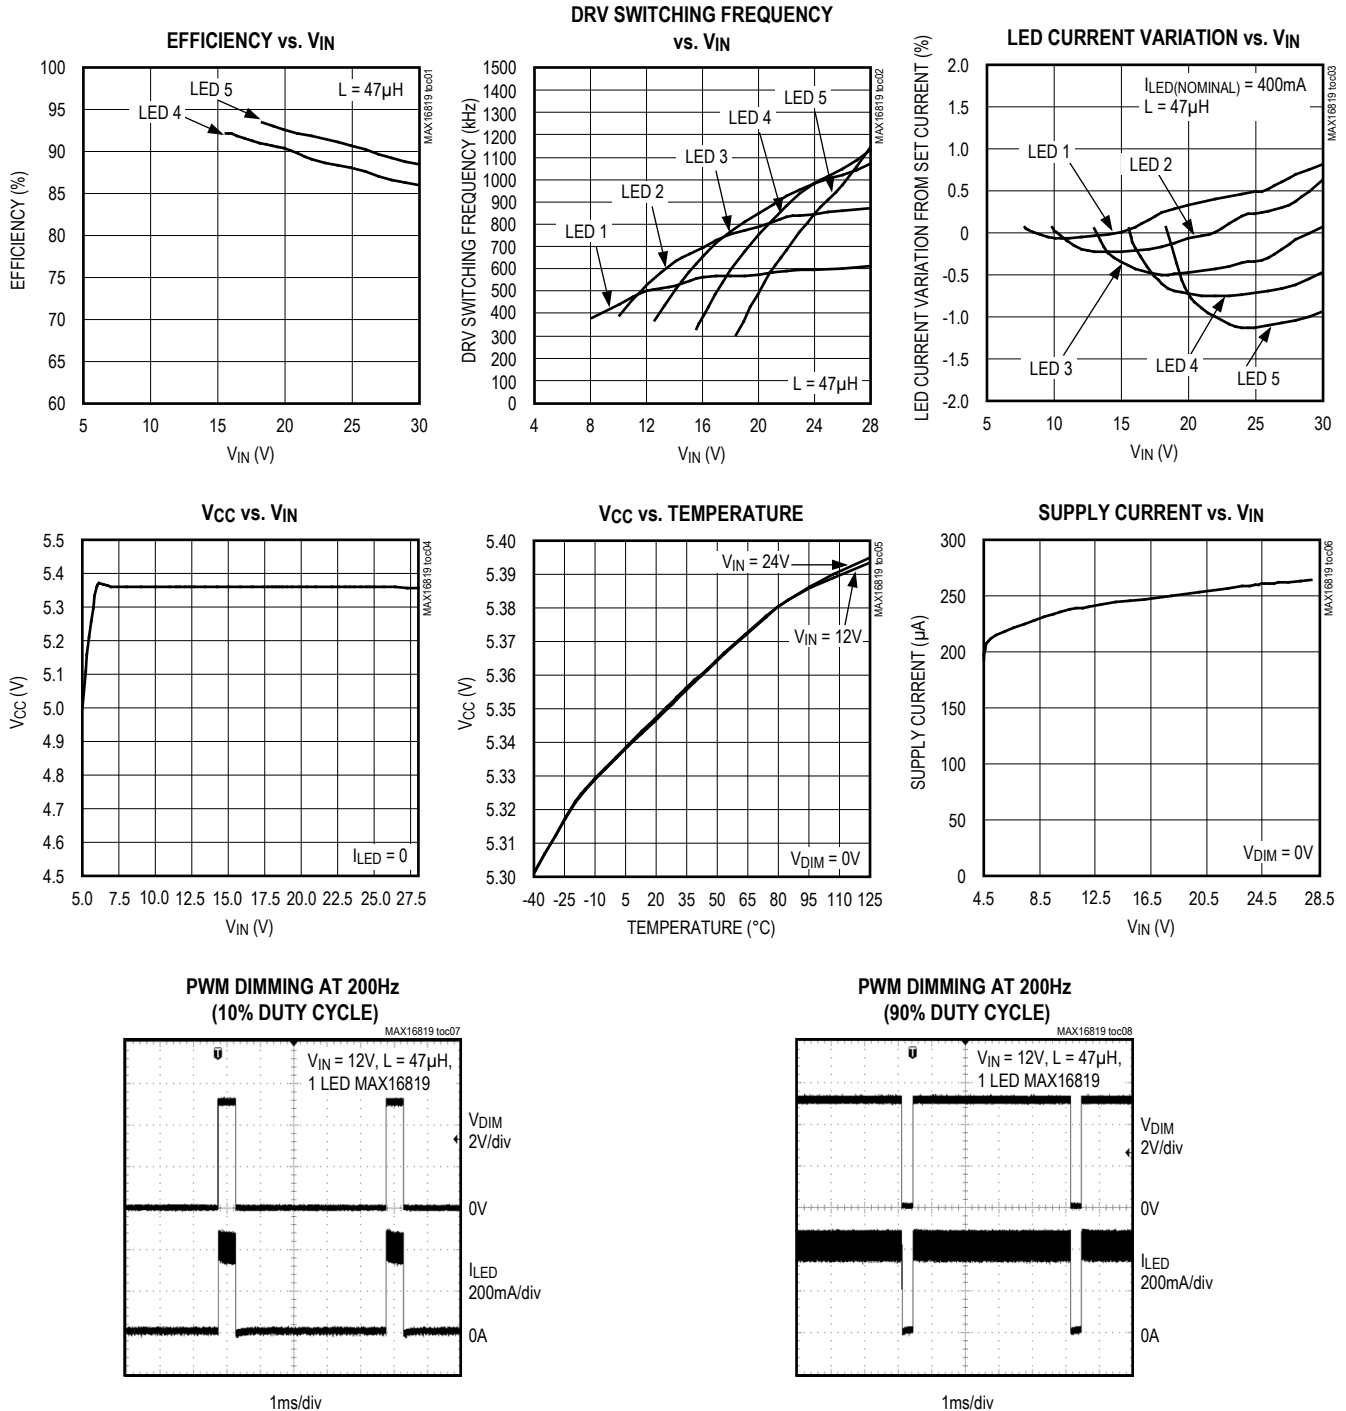 EFFICIENCY vs. VIN
MAX16819 toc01
EFFICIENCY (%)
100
95
90
85
80
75
70
65
60
LED 5
LED 4
L = 47µH
5 10 15 20 25 30
VIN (V)
DRV SWITCHING FREQUENCY
vs. VIN
MAX16819 toc02
DRV SWITCHING FREQUENCY (kHz)
1500
1400
1300
1200
1100
1000
900
800
700
600
500
400
300
200
100
0
LED 5
LED 4
LED 3
LED 2
LED 1
L = 47µH
4 8 12 16 20 24 28
VIN (V)
LED CURRENT VARIATION vs. VIN
MAX16819 toc03
LED CURRENT VARIATION FROM SET CURRENT (%)
2.0
1.5
1.0
0.5
0
-0.5
-1.0
-1.5
-2.0
ILED(NOMINAL) = 400mA
L = 47µH
LED 1
LED 2
LED 3
LED 4
LED 5
5 10 15 20 25 30
VIN (V)
VCC vs. VIN
MAX16819 toc04
VCC (V)
5.5
5.4
5.3
5.2
5.1
5.0
4.9
4.8
4.7
4.6
4.5
ILED = 0
5.0 7.5 10.0 12.5 15.0 17.5 20.0 22.5 25.0 27.5
VIN (V)
VCC vs. TEMPERATURE
MAX16819 toc05
VCC (V)
5.40
5.39
5.38
5.37
5.36
5.35
5.34
5.33
5.32
5.31
5.30
VIN = 24V
VIN = 12V
VDIM = 0V
-40 -25 -10 5 20 35 50 65 80 95 110 125
TEMPERATURE (°C)
SUPPLY CURRENT vs. VIN
MAX16819 toc06
SUPPLY CURRENT (µA)
300
250
200
150
100
50
0
VDIM = 0V
4.5 8.5 12.5 16.5 20.5 24.5 28.5
VIN (V)
PWM DIMMING AT 200Hz
(10% DUTY CYCLE)
MAX16819 toc07
T
VIN = 12V, L = 47µH,
1 LED MAX16819
VDIM
2V/div
0V
ILED
200mA/div
0A
1ms/div
PWM DIMMING AT 200Hz
(90% DUTY CYCLE)
MAX16819 toc08
T
VIN = 12V, L = 47µH,
1 LED MAX16819
VDIM
2V/div
0V
ILED
200mA/div
0A
1ms/div